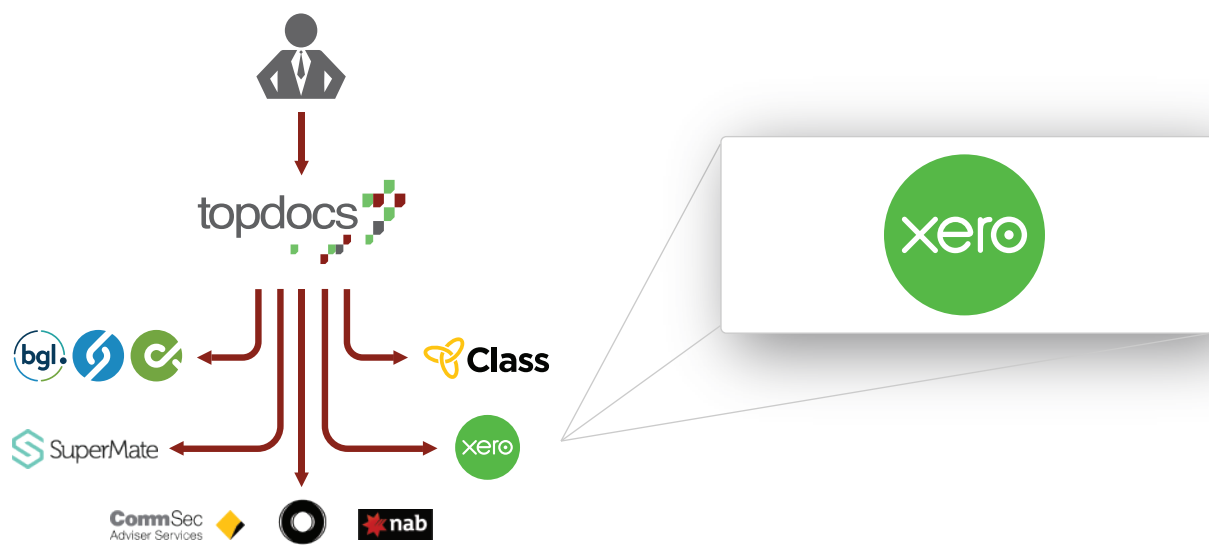 topdocs
xero
bgl.
Class
SuperMate
xero
CommSec
Adviser Services
nab